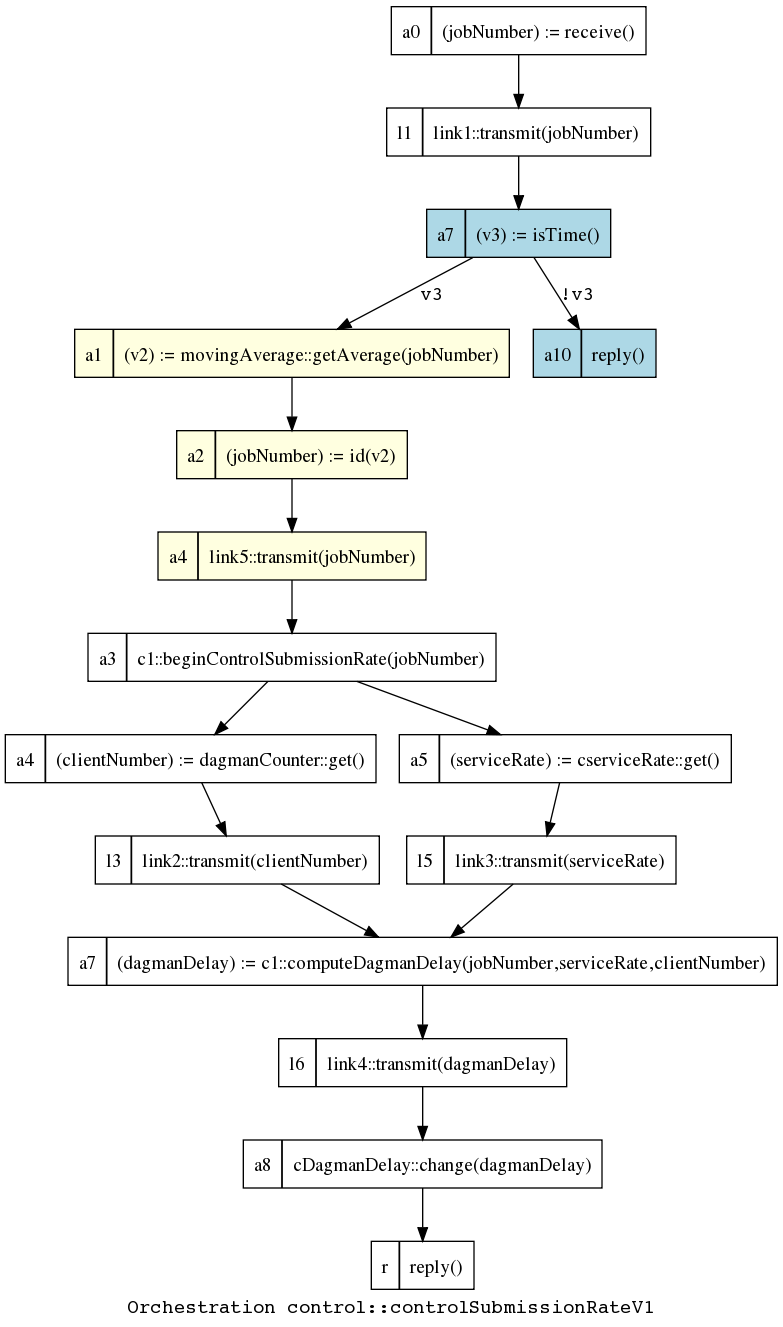 a0 (jobNumber) := receive()
l1 link1::transmit(jobNumber)
a7 (v3) := isTime()
v3 !v3
a1 (v2) := movingAverage::getAverage(jobNumber) a10 reply()
a2 (jobNumber) := id(v2)
a4 link5::transmit(jobNumber)
a3 c1::beginControlSubmissionRate(jobNumber)
a4 (clientNumber) := dagmanCounter::get() a5 (serviceRate) := cserviceRate::get()
l3 link2::transmit(clientNumber) l5 link3::transmit(serviceRate)
a7 (dagmanDelay) := c1::computeDagmanDelay(jobNumber,serviceRate,clientNumber)
l6 link4::transmit(dagmanDelay)
a8 cDagmanDelay::change(dagmanDelay)
r reply()
Orchestration control::controlSubmissionRateV1